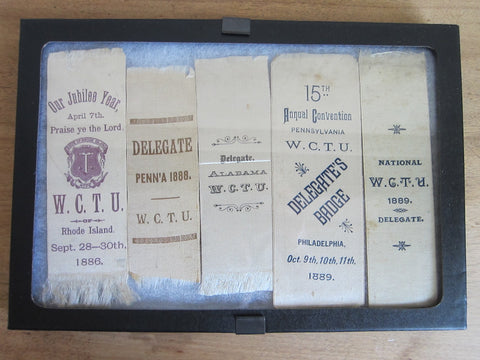 Our Jubilee Year,
April 7th.
Praise ye the Lord.
T
W. C. T. U.
OF
Rhode Island.
Sept. 28—30th,
1886.
DELEGATE
PENN'A 1888.
W. C. T. U.
Delegate.
ALABAMA
W.C.T.U.
15TH
Annual Convention
PENNSYLVANIA
W. C. T. U.
DELEGATE'S
BADGE
PHILADELPHIA,
Oct. 9th, 10th, 11th,
1889.
NATIONAL
W.C.T.U.
1889.
DELEGATE.